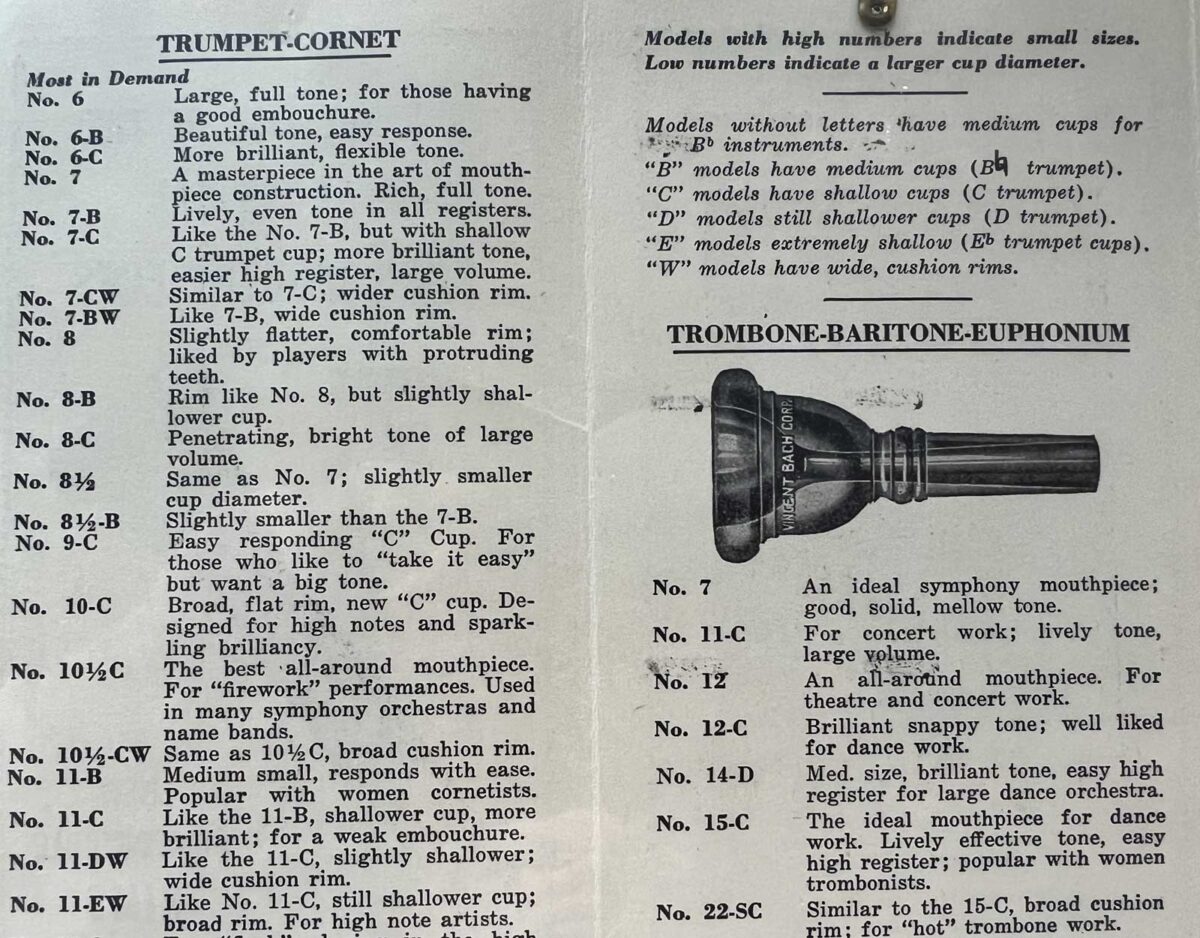 TRUMPET-CORNET
Most in Demand
No. 6 Large, full tone; for those having
a good embouchure.
No. 6-B Beautiful tone, easy response.
No. 6-C More brilliant, flexible tone.
No. 7 A masterpiece in the art of mouth-
piece construction. Rich, full tone.
No. 7-B Lively, even tone in all registers.
No. 7-C Like the No. 7-B, but with shallow
C trumpet cup; more brilliant tone,
easier high register, large volume.
No. 7-CW Similar to 7-C; wider cushion rim.
No. 7-BW Like 7-B, wide cushion rim.
No. 8 Slightly flatter, comfortable rim;
liked by players with protruding
teeth.
No. 8-B Rim like No. 8, but slightly shal-
lower cup.
No. 8-C Penetrating, bright tone of large
volume.
No. 8½ Same as No. 7; slightly smaller
cup diameter.
No. 8½-B Slightly smaller than the 7-B.
No. 9-C Easy responding "C" Cup. For
those who like to "take it easy"
but want a big tone.
No. 10-C Broad, flat rim, new "C" cup. De-
signed for high notes and spark-
ling brilliancy.
No. 10½C The best all-around mouthpiece.
For "firework" performances. Used
in many symphony orchestras and
name bands.
No. 10½-CW Same as 10½C, broad cushion rim.
No. 11-B Medium small, responds with ease.
Popular with women cornetists.
No. 11-C Like the 11-B, shallower cup, more
brilliant; for a weak embouchure.
No. 11-DW Like the 11-C, slightly shallower;
wide cushion rim.
No. 11-EW Like No. 11-C, still shallower cup;
broad rim. For high note artists.
Models with high numbers indicate small sizes.
Low numbers indicate a larger cup diameter.
Models without letters have medium cups for
B♭ instruments.
"B" models have medium cups (B♭ trumpet).
"C" models have shallow cups (C trumpet).
"D" models still shallower cups (D trumpet).
"E" models extremely shallow (E♭ trumpet cups).
"W" models have wide, cushion rims.
TROMBONE-BARITONE-EUPHONIUM
VINCENT BACH CORP.
No. 7 An ideal symphony mouthpiece;
good, solid, mellow tone.
No. 11-C For concert work; lively tone,
large volume.
No. 12 An all-around mouthpiece. For
theatre and concert work.
No. 12-C Brilliant snappy tone; well liked
for dance work.
No. 14-D Med. size, brilliant tone, easy high
register for large dance orchestra.
No. 15-C The ideal mouthpiece for dance
work. Lively effective tone, easy
high register; popular with women
trombonists.
No. 22-SC Similar to the 15-C, broad cushion
rim; for "hot" trombone work.